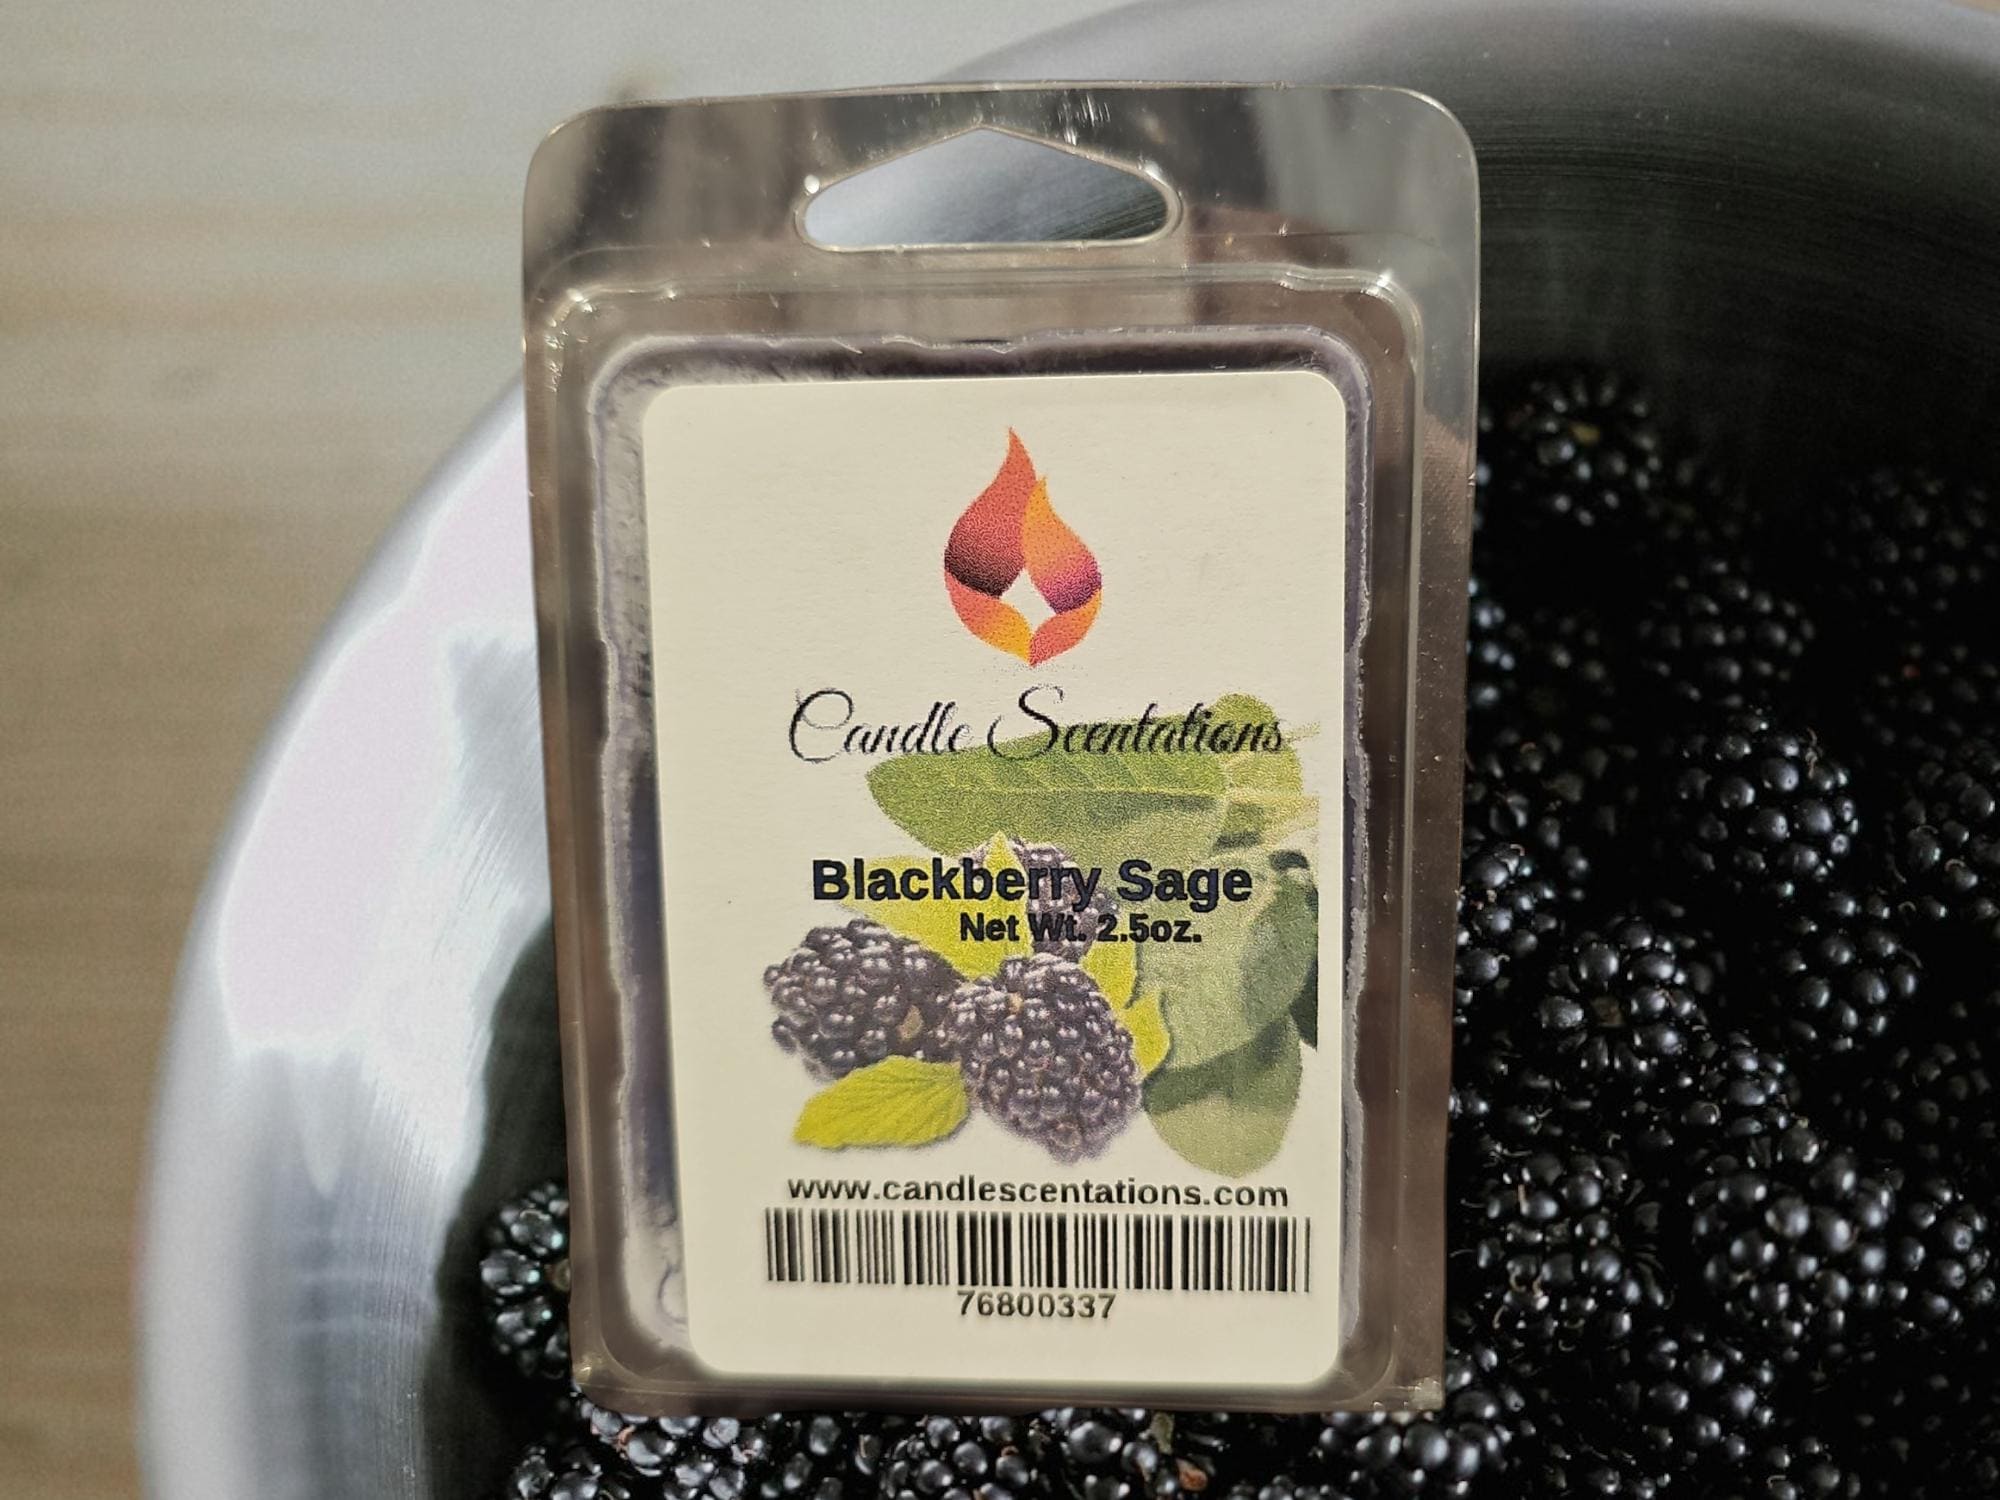 Candle Scentations
Blackberry Sage
Net Wt. 2.5oz.
www.candlescentations.com
76800337